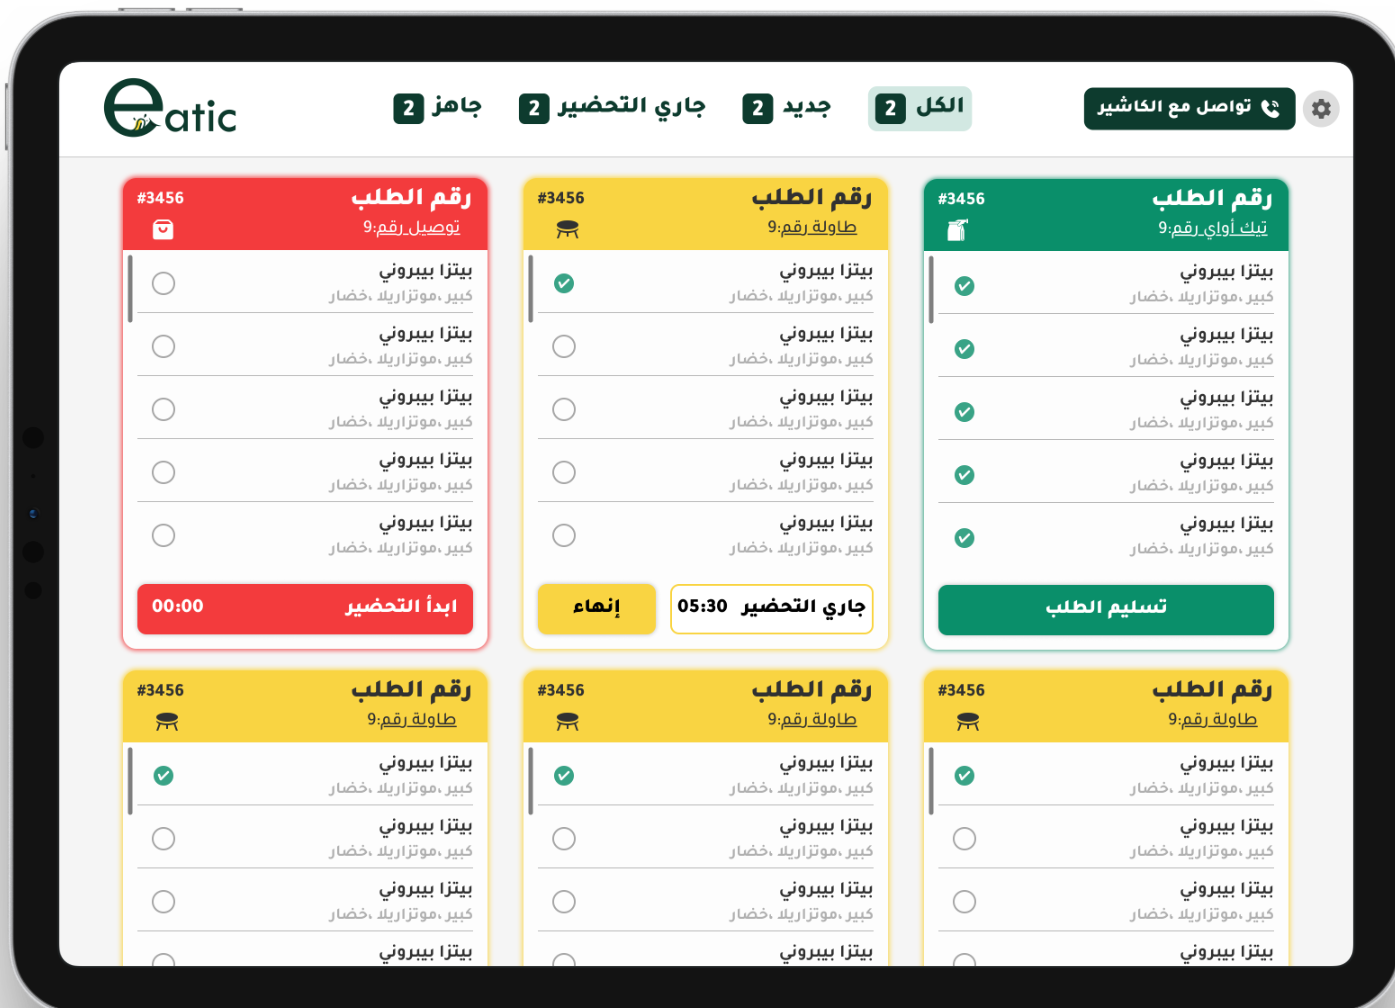 تواصل مع الكاشير
الكل 2
جديد 2
جاري التحضير 2
جاهز 2
eatic
رقم الطلب #3456
تيك أواي رقم:9
بيتزا بيبروني
كبير ،موتزاريلا ،خضار
بيتزا بيبروني
كبير ،موتزاريلا ،خضار
بيتزا بيبروني
كبير ،موتزاريلا ،خضار
بيتزا بيبروني
كبير ،موتزاريلا ،خضار
بيتزا بيبروني
كبير ،موتزاريلا ،خضار
تسليم الطلب
رقم الطلب #3456
طاولة رقم:9
بيتزا بيبروني
كبير ،موتزاريلا ،خضار
بيتزا بيبروني
كبير ،موتزاريلا ،خضار
بيتزا بيبروني
كبير ،موتزاريلا ،خضار
بيتزا بيبروني
كبير ،موتزاريلا ،خضار
بيتزا بيبروني
كبير ،موتزاريلا ،خضار
جاري التحضير 05:30
إنهاء
رقم الطلب #3456
توصيل رقم:9
بيتزا بيبروني
كبير ،موتزاريلا ،خضار
بيتزا بيبروني
كبير ،موتزاريلا ،خضار
بيتزا بيبروني
كبير ،موتزاريلا ،خضار
بيتزا بيبروني
كبير ،موتزاريلا ،خضار
بيتزا بيبروني
كبير ،موتزاريلا ،خضار
ابدأ التحضير 00:00
رقم الطلب #3456
طاولة رقم:9
بيتزا بيبروني
كبير ،موتزاريلا ،خضار
بيتزا بيبروني
كبير ،موتزاريلا ،خضار
بيتزا بيبروني
كبير ،موتزاريلا ،خضار
بيتزا بيبروني
رقم الطلب #3456
طاولة رقم:9
بيتزا بيبروني
كبير ،موتزاريلا ،خضار
بيتزا بيبروني
كبير ،موتزاريلا ،خضار
بيتزا بيبروني
كبير ،موتزاريلا ،خضار
بيتزا بيبروني
رقم الطلب #3456
طاولة رقم:9
بيتزا بيبروني
كبير ،موتزاريلا ،خضار
بيتزا بيبروني
كبير ،موتزاريلا ،خضار
بيتزا بيبروني
كبير ،موتزاريلا ،خضار
بيتزا بيبروني